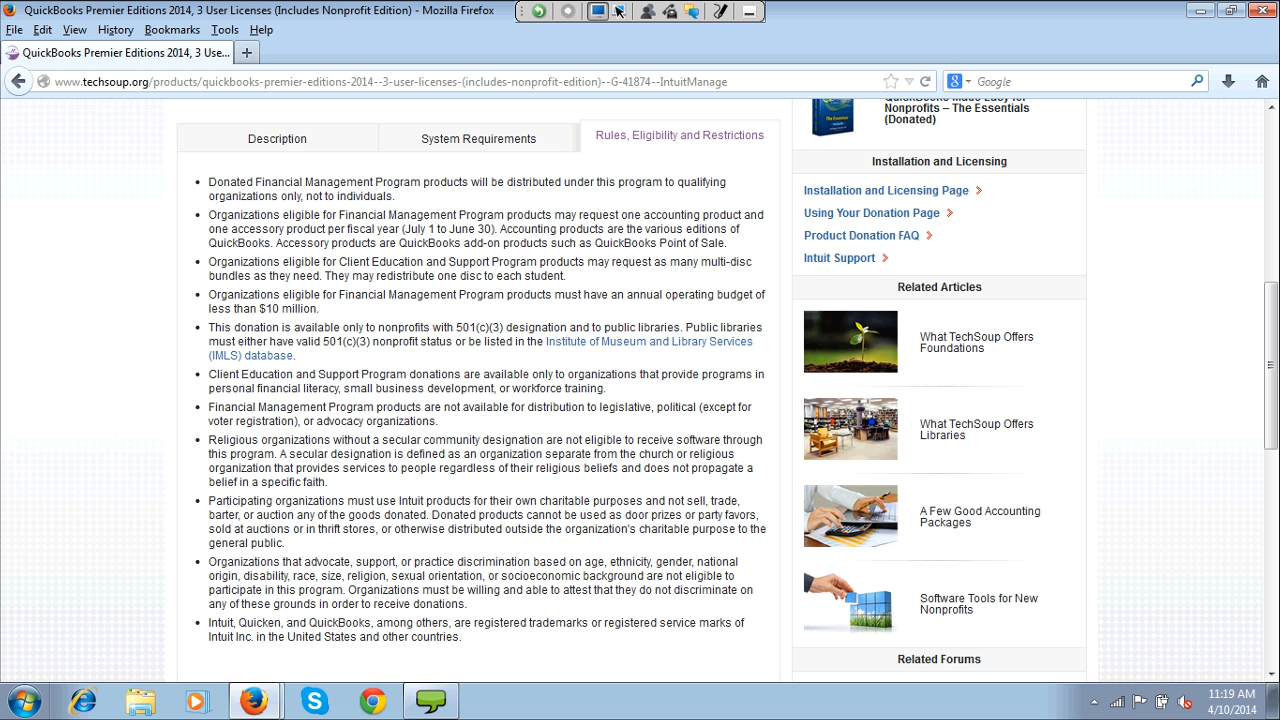 QuickBooks Premier Editions 2014, 3 User Licenses (Includes Nonprofit Edition) - Mozilla Firefox
File Edit View History Bookmarks Tools Help
QuickBooks Premier Editions 2014, 3 Use...
www.techsoup.org/products/quickbooks-premier-editions-2014--3-user-licenses-(includes-nonprofit-edition)--G-41874--IntuitManage
Google
Description
System Requirements
Rules, Eligibility and Restrictions
Donated Financial Management Program products will be distributed under this program to qualifying
organizations only, not to individuals.
Organizations eligible for Financial Management Program products may request one accounting product and
one accessory product per fiscal year (July 1 to June 30). Accounting products are the various editions of
QuickBooks. Accessory products are QuickBooks add-on products such as QuickBooks Point of Sale.
Organizations eligible for Client Education and Support Program products may request as many multi-disc
bundles as they need. They may redistribute one disc to each student.
Organizations eligible for Financial Management Program products must have an annual operating budget of
less than $10 million.
This donation is available only to nonprofits with 501(c)(3) designation and to public libraries. Public libraries
must either have valid 501(c)(3) nonprofit status or be listed in the Institute of Museum and Library Services
(IMLS) database.
Client Education and Support Program donations are available only to organizations that provide programs in
personal financial literacy, small business development, or workforce training.
Financial Management Program products are not available for distribution to legislative, political (except for
voter registration), or advocacy organizations.
Religious organizations without a secular community designation are not eligible to receive software through
this program. A secular designation is defined as an organization separate from the church or religious
organization that provides services to people regardless of their religious beliefs and does not propagate a
belief in a specific faith.
Participating organizations must use Intuit products for their own charitable purposes and not sell, trade,
barter, or auction any of the goods donated. Donated products cannot be used as door prizes or party favors,
sold at auctions or in thrift stores, or otherwise distributed outside the organization's charitable purpose to the
general public.
Organizations that advocate, support, or practice discrimination based on age, ethnicity, gender, national
origin, disability, race, size, religion, sexual orientation, or socioeconomic background are not eligible to
participate in this program. Organizations must be willing and able to attest that they do not discriminate on
any of these grounds in order to receive donations.
Intuit, Quicken, and QuickBooks, among others, are registered trademarks or registered service marks of
Intuit Inc. in the United States and other countries.
QuickBooks Made Easy for
Nonprofits – The Essentials
(Donated)
Installation and Licensing
Installation and Licensing Page
Using Your Donation Page
Product Donation FAQ
Intuit Support
Related Articles
What TechSoup Offers
Foundations
What TechSoup Offers
Libraries
A Few Good Accounting
Packages
Software Tools for New
Nonprofits
Related Forums
11:19 AM
4/10/2014